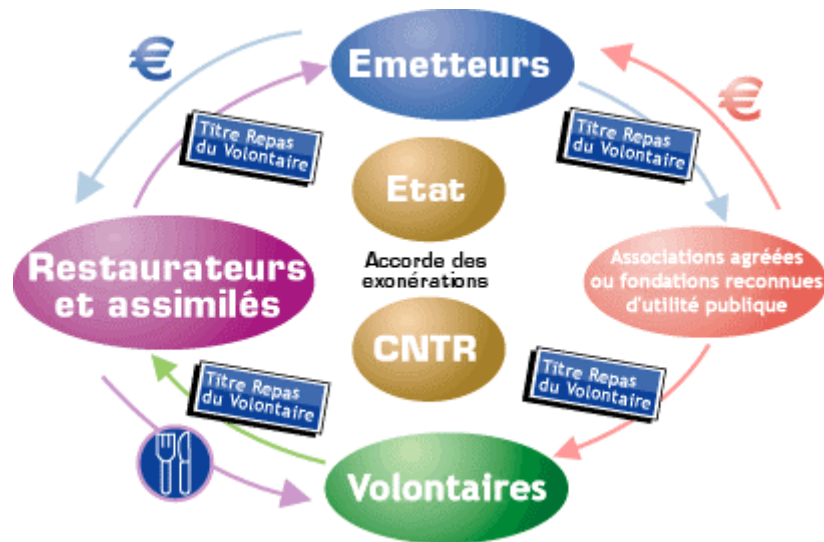 €
Emetteurs
€
Titre Repas
du Volontaire
Titre Repas
du Volontaire
Etat
Restaurateurs
et assimilés
Accorde des
exonérations
Associations agréées
ou fondations reconnues
d'utilité publique
CNTR
Titre Repas
du Volontaire
Titre Repas
du Volontaire
Volontaires